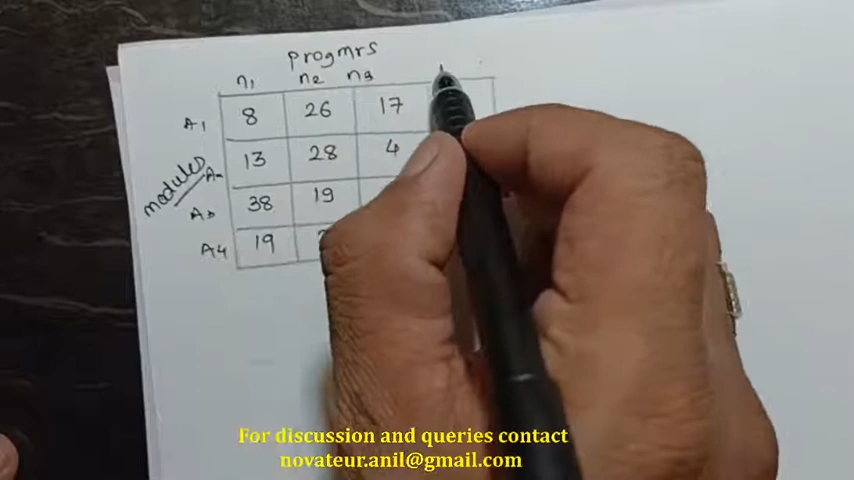 progmrs
n1 n2 n3
A1 8 26 17
13 28 4
modules
A3 38 19
A4 19
For discussion and queries contact
novateur.anil@gmail.com